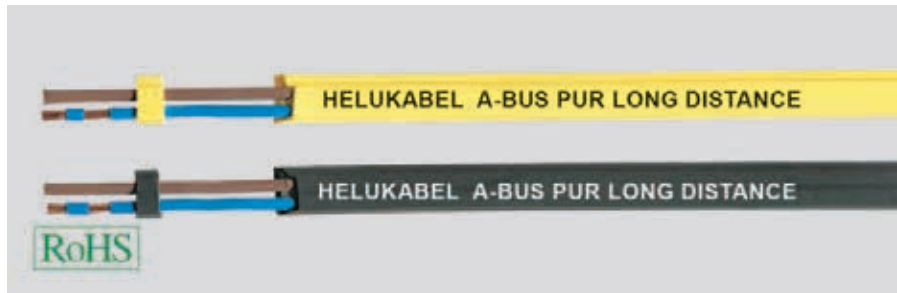 HELUKABEL A-BUS PUR LONG DISTANCE
HELUKABEL A-BUS PUR LONG DISTANCE
RoHS